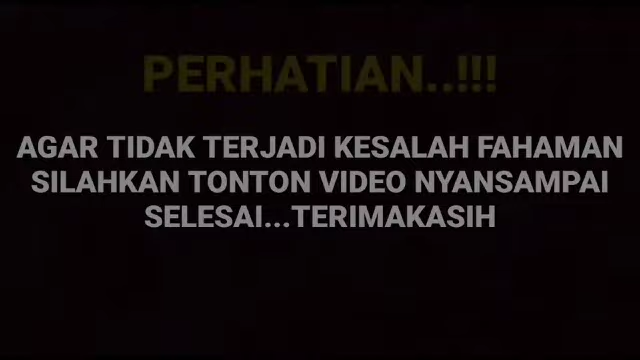 PERHATIAN..!!!
AGAR TIDAK TERJADI KESALAH FAHAMAN
SILAHKAN TONTON VIDEO NYANSAMPAI
SELESAI...TERIMAKASIH